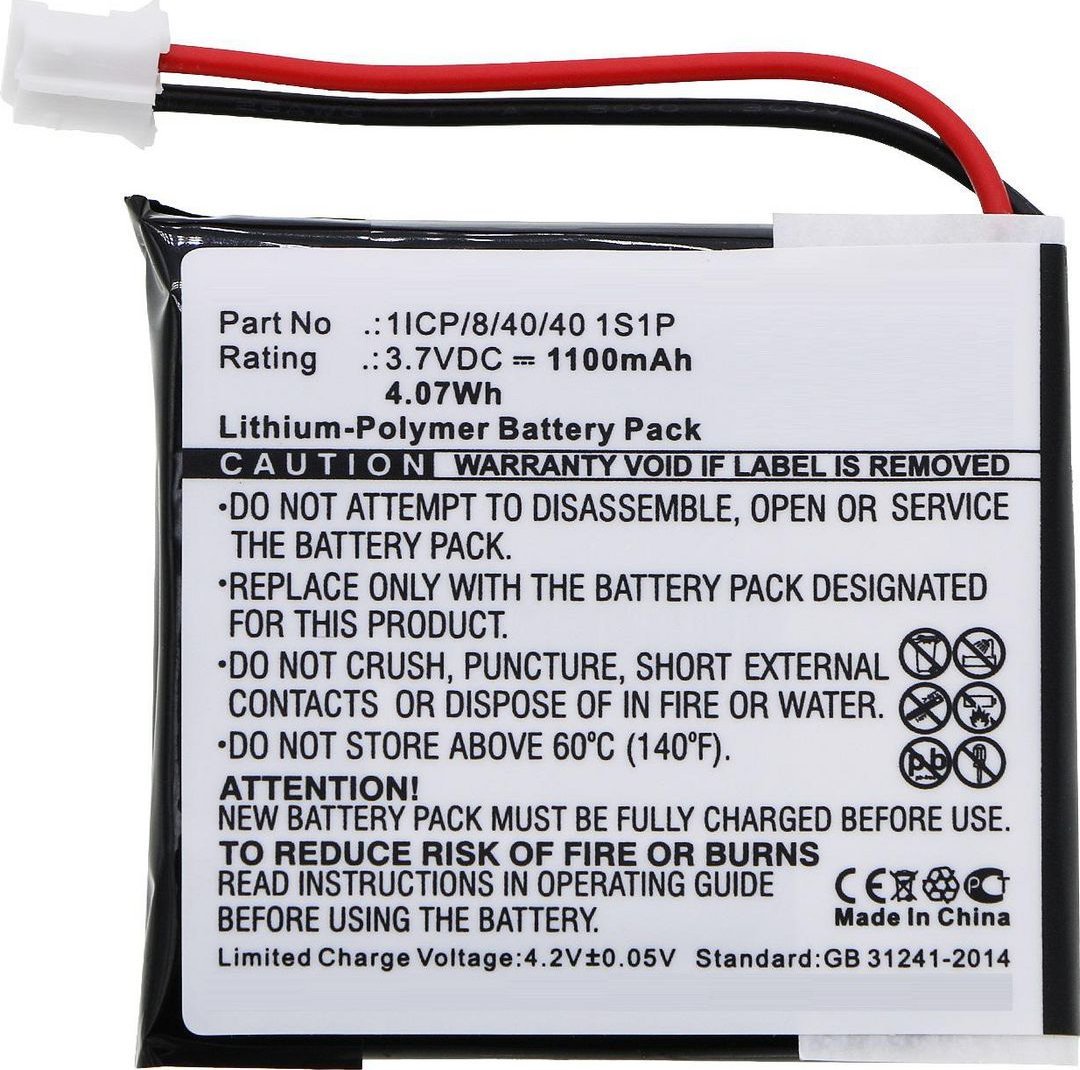 Part No .: 1ICP/8/40/40 1S1P
Rating .: 3.7VDC ⎓ 1100mAh
4.07Wh
Lithium-Polymer Battery Pack
CAUTION WARRANTY VOID IF LABEL IS REMOVED
•DO NOT ATTEMPT TO DISASSEMBLE, OPEN OR SERVICE
THE BATTERY PACK.
•REPLACE ONLY WITH THE BATTERY PACK DESIGNATED
FOR THIS PRODUCT.
•DO NOT CRUSH, PUNCTURE, SHORT EXTERNAL
CONTACTS OR DISPOSE OF IN FIRE OR WATER.
•DO NOT STORE ABOVE 60ºC (140ºF).
Pb
ATTENTION!
NEW BATTERY PACK MUST BE FULLY CHARGED BEFORE USE.
TO REDUCE RISK OF FIRE OR BURNS
READ INSTRUCTIONS IN OPERATING GUIDE
BEFORE USING THE BATTERY.
CE PCT
Made In China
Limited Charge Voltage:4.2V±0.05V Standard:GB 31241-2014